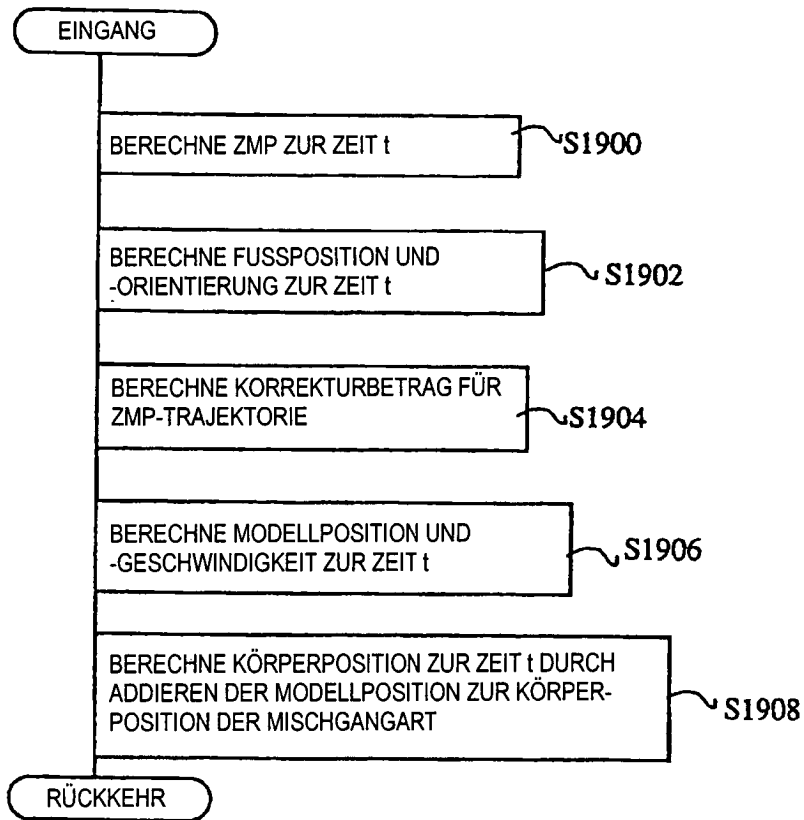 EINGANG
BERECHNE ZMP ZUR ZEIT t
S1900
BERECHNE FUSSPOSITION UND
-ORIENTIERUNG ZUR ZEIT t
S1902
BERECHNE KORREKTURBETRAG FÜR
ZMP-TRAJEKTORIE
S1904
BERECHNE MODELLPOSITION UND
-GESCHWINDIGKEIT ZUR ZEIT t
S1906
BERECHNE KÖRPERPOSITION ZUR ZEIT t DURCH
ADDIEREN DER MODELLPOSITION ZUR KÖRPER-
POSITION DER MISCHGANGART
S1908
RÜCKKEHR